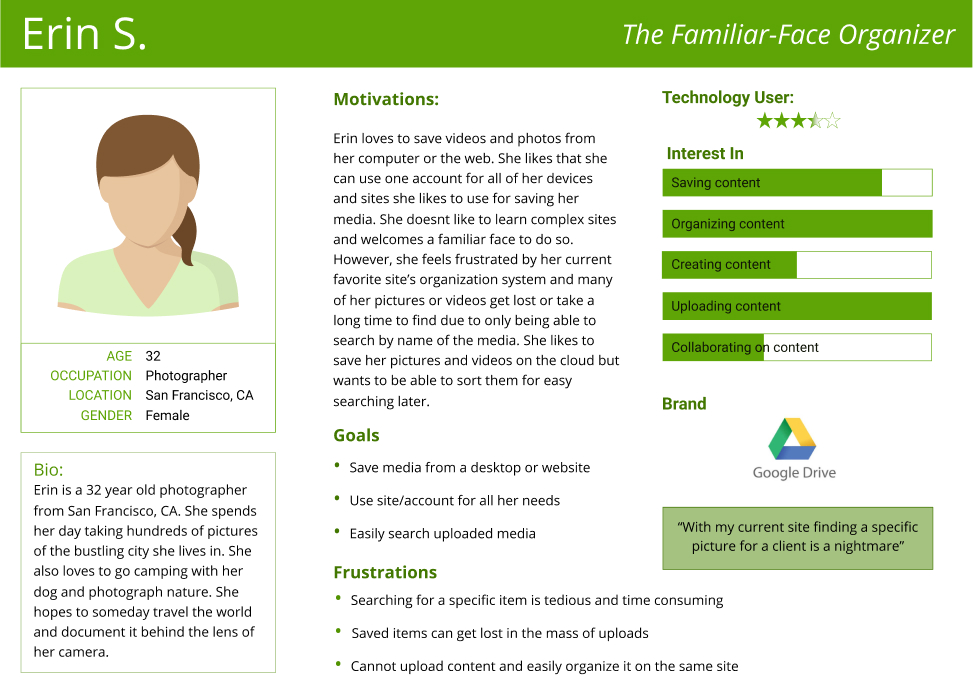 Erin S.
The Familiar-Face Organizer
AGE 32
OCCUPATION Photographer
LOCATION San Francisco, CA
GENDER Female
Bio:
Erin is a 32 year old photographer
from San Francisco, CA. She spends
her day taking hundreds of pictures
of the bustling city she lives in. She
also loves to go camping with her
dog and photograph nature. She
hopes to someday travel the world
and document it behind the lens of
her camera.
Motivations:
Erin loves to save videos and photos from
her computer or the web. She likes that she
can use one account for all of her devices
and sites she likes to use for saving her
media. She doesnt like to learn complex sites
and welcomes a familiar face to do so.
However, she feels frustrated by her current
favorite site’s organization system and many
of her pictures or videos get lost or take a
long time to find due to only being able to
search by name of the media. She likes to
save her pictures and videos on the cloud but
wants to be able to sort them for easy
searching later.
Goals
• Save media from a desktop or website
• Use site/account for all her needs
• Easily search uploaded media
Frustrations
• Searching for a specific item is tedious and time consuming
• Saved items can get lost in the mass of uploads
• Cannot upload content and easily organize it on the same site
Technology User:
Interest In
Saving content
Organizing content
Creating content
Uploading content
Collaborating on content
Brand
Google Drive
“With my current site finding a specific
picture for a client is a nightmare”